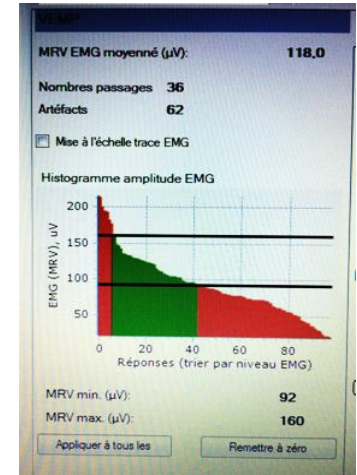 VEMP
MRV EMG moyenné (µV): 118,0
Nombres passages 36
Artéfacts 62
Mise à l'échelle trace EMG
Histogramme amplitude EMG
EMG (MRV), uV
200
150
100
50
0 20 40 60 80
Réponses (trier par niveau EMG)
MRV min. (µV): 92
MRV max. (µV): 160
Appliquer à tous les Remettre à zéro